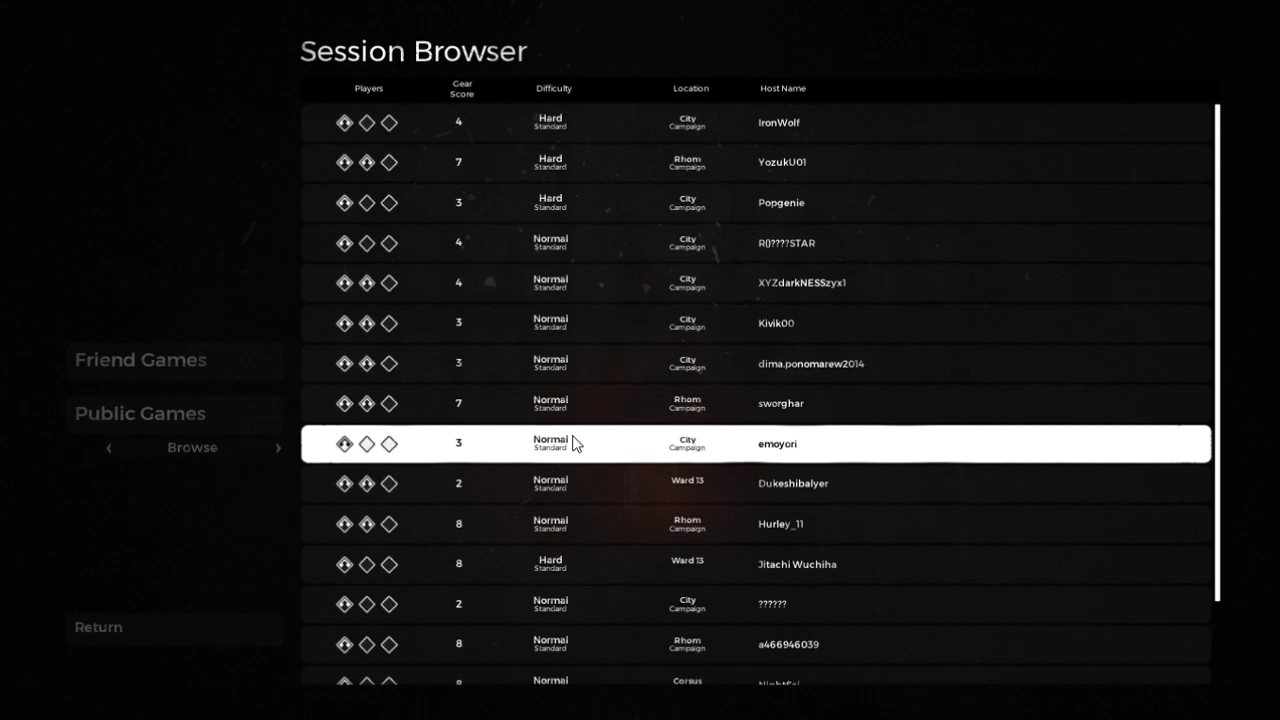 Session Browser
Players Gear Score Difficulty Location Host Name
4 Hard Standard City Campaign IronWolf
7 Hard Standard Rhom Campaign YozukU01
3 Hard Standard City Campaign Popgenie
4 Normal Standard City Campaign R()????STAR
4 Normal Standard City Campaign XYZdarkNESSzyx1
3 Normal Standard City Campaign Kivik00
3 Normal Standard City Campaign dima.ponomarew2014
7 Normal Standard Rhom Campaign sworghar
3 Normal Standard City Campaign emoyori
2 Normal Standard Ward 13 Dukeshibalyer
8 Normal Standard Rhom Campaign Hurley_11
8 Hard Standard Ward 13 Jitachi Wuchiha
2 Normal Standard City Campaign ??????
8 Normal Standard Rhom Campaign a466946039
Normal Corsus
Friend Games
Public Games
Browse
Return